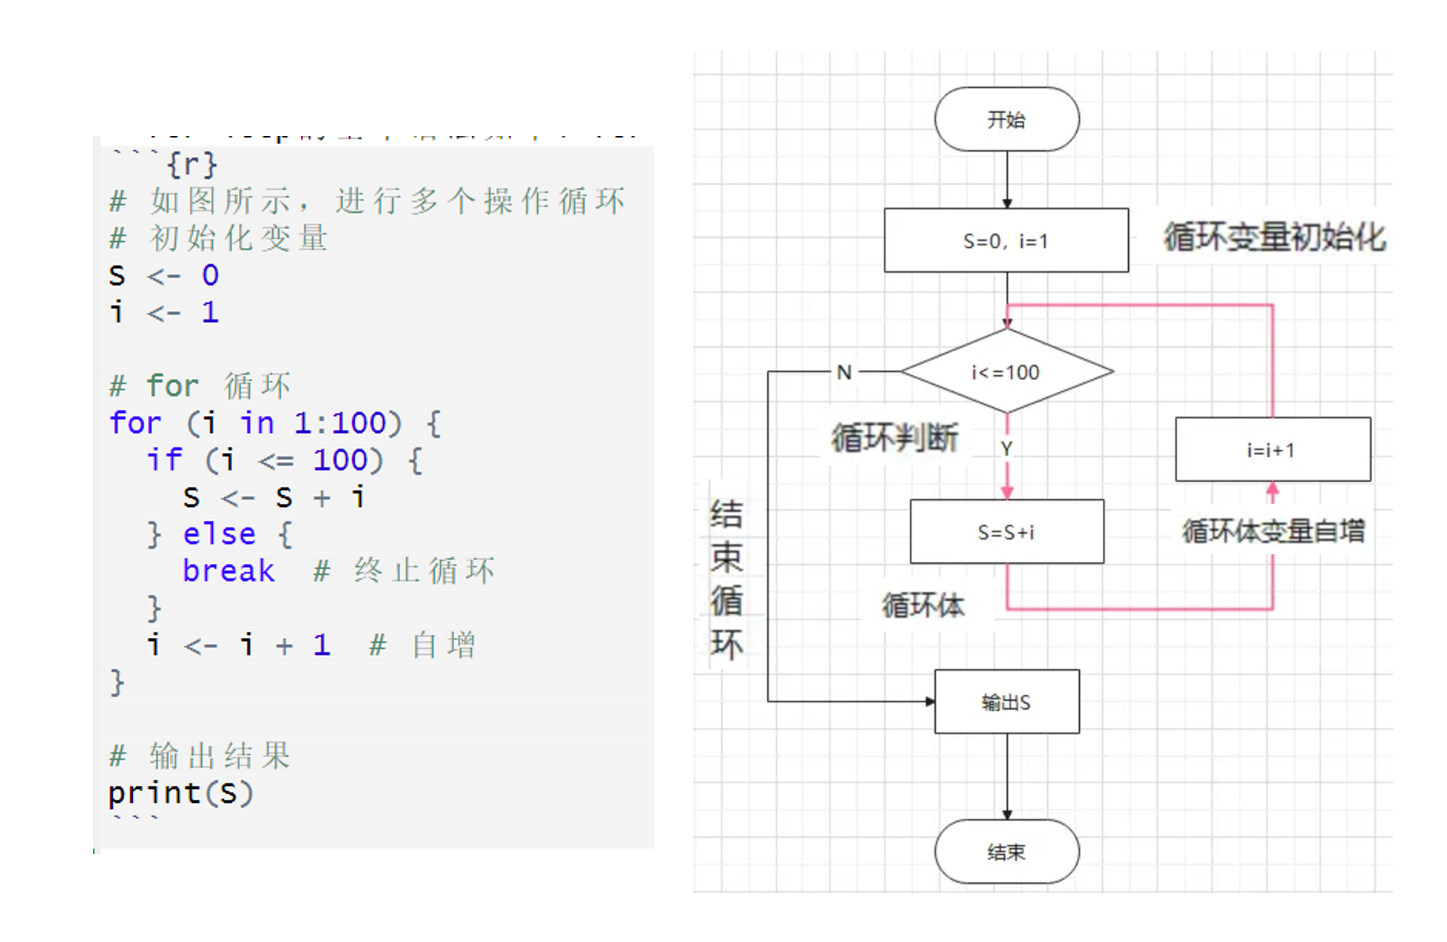 ```{r}
# 如图所示，进行多个操作循环
# 初始化变量
S <- 0
i <- 1
# for 循环
for (i in 1:100) {
  if (i <= 100) {
    S <- S + i
  } else {
    break  # 终止循环
  }
  i <- i + 1  # 自增
}
# 输出结果
print(S)
```
开始
S=0, i=1
循环变量初始化
i<=100
N
循环判断
Y
i=i+1
结束循环
S=S+i
循环体变量自增
循环体
输出S
结束